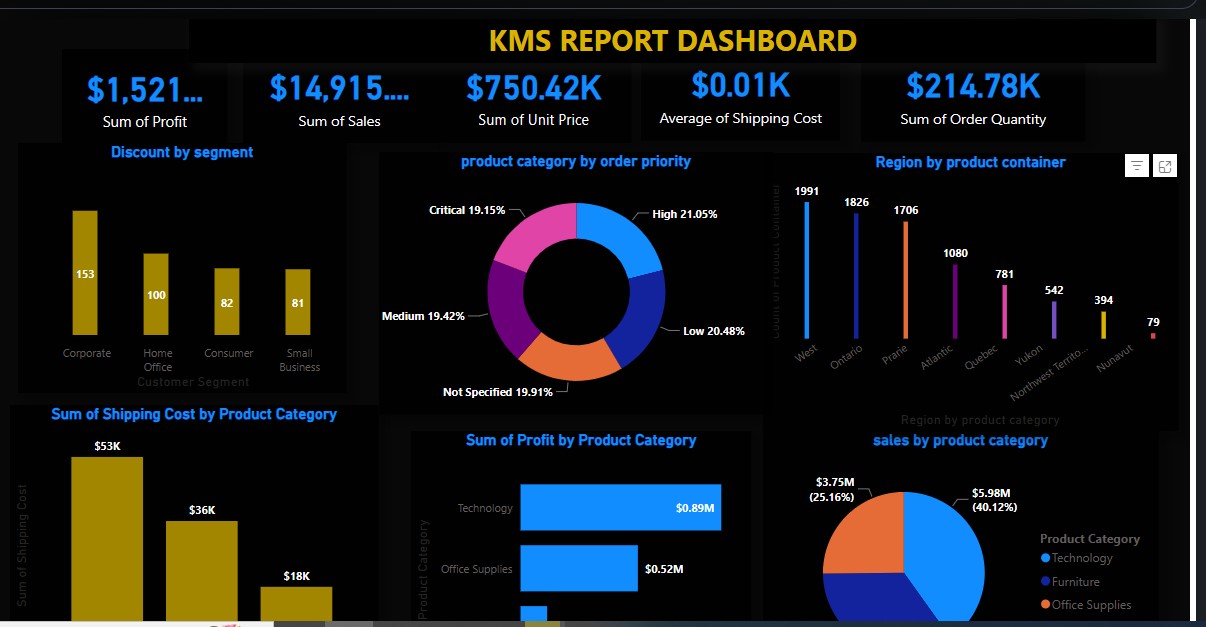 KMS REPORT DASHBOARD
$1,521...
Sum of Profit
$14,915....
Sum of Sales
$750.42K
Sum of Unit Price
$0.01K
Average of Shipping Cost
$214.78K
Sum of Order Quantity
Discount by segment
153
100
82
81
Corporate
Home
Office
Consumer
Small
Business
Customer Segment
product category by order priority
Critical 19.15%
High 21.05%
Medium 19.42%
Low 20.48%
Not Specified 19.91%
Region by product container
Count of Product Container
1991
1826
1706
1080
781
542
394
79
West
Ontario
Prarie
Atlantic
Quebec
Yukon
Northwest Territo...
Nunavut
Region by product category
Sum of Shipping Cost by Product Category
Sum of Shipping Cost
$53K
$36K
$18K
Sum of Profit by Product Category
Product Category
Technology
$0.89M
Office Supplies
$0.52M
sales by product category
$3.75M
(25.16%)
$5.98M
(40.12%)
Product Category
Technology
Furniture
Office Supplies